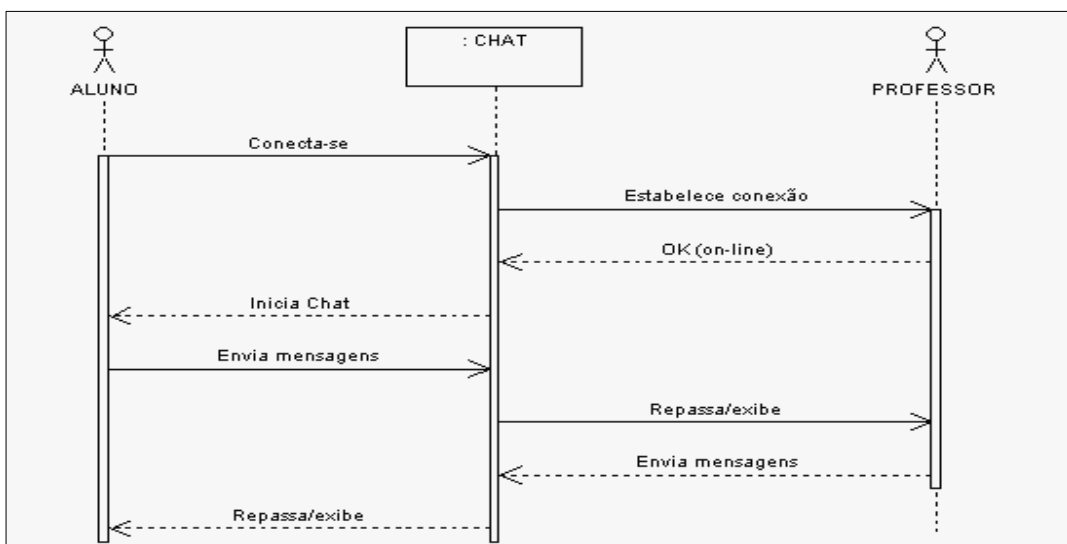 : CHAT
ALUNO
PROFESSOR
Conecta-se
Estabelece conexão
OK (on-line)
Inicia Chat
Envia mensagens
Repassa/exibe
Envia mensagens
Repassa/exibe